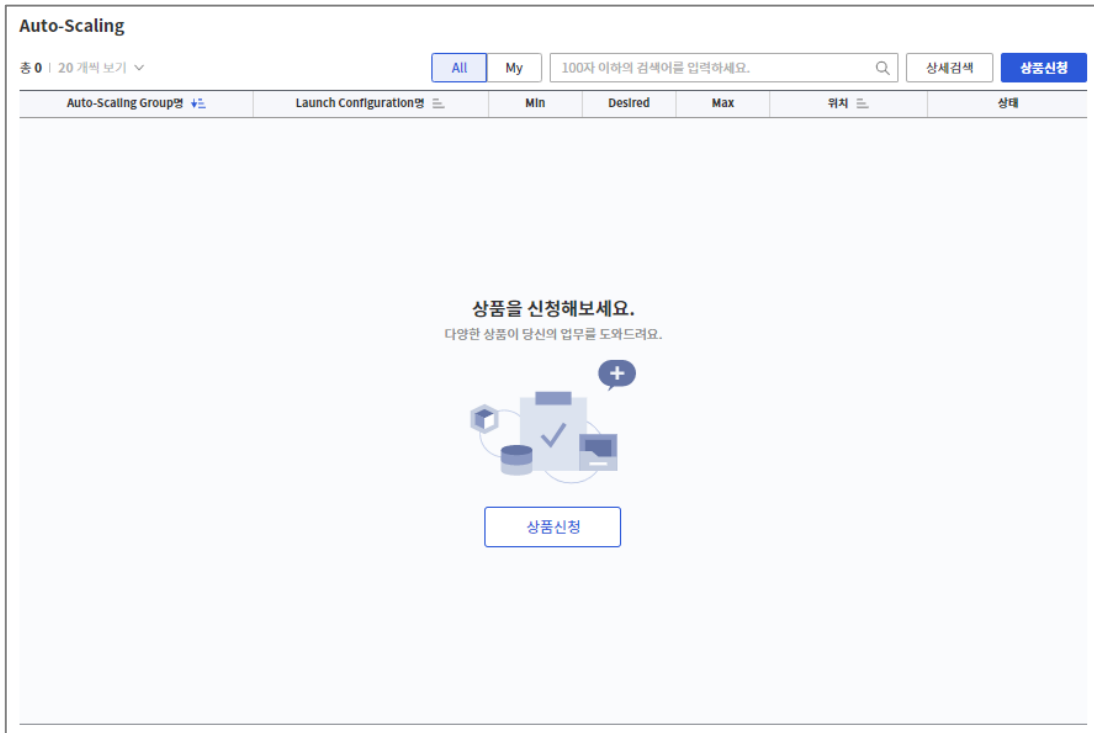 Auto-Scaling
총 0 | 20 개씩 보기 All My 100자 이하의 검색어를 입력하세요. 상세검색 상품신청
Auto-Scaling Group명 Launch Configuration명 Min Desired Max 위치 상태
상품을 신청해보세요.
다양한 상품이 당신의 업무를 도와드려요.
상품신청